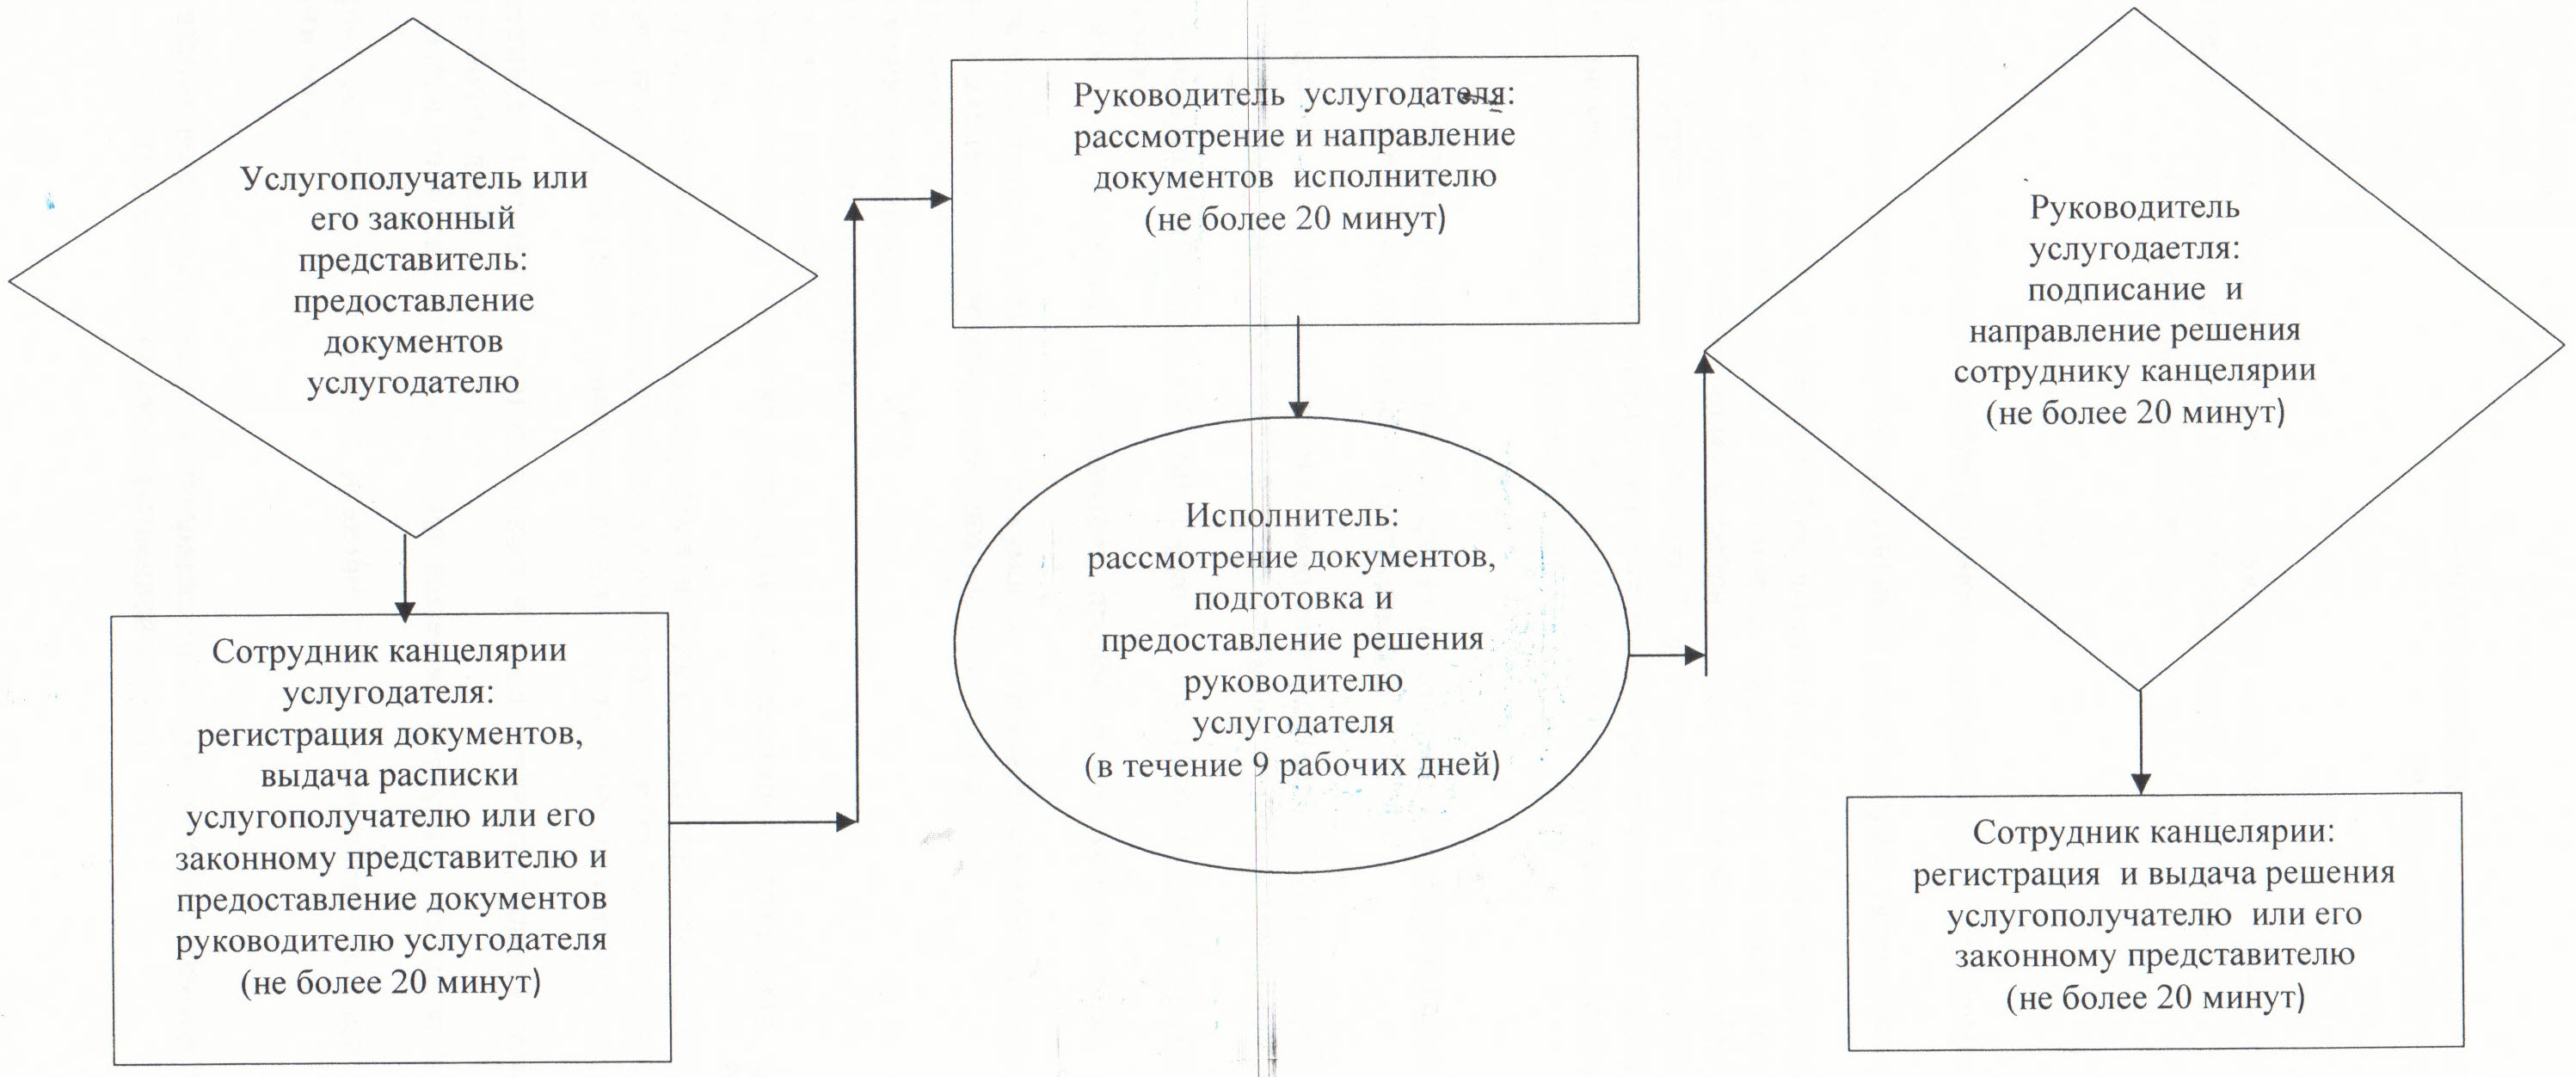 Услугополучатель или
его законный
представитель:
предоставление
документов
услугодателю
Сотрудник канцелярии
услугодателя:
регистрация документов,
выдача расписки
услугополучателю или его
законному представителю и
предоставление документов
руководителю услугодателя
(не более 20 минут)
Руководитель услугодателя:
рассмотрение и направление
документов исполнителю
(не более 20 минут)
Исполнитель:
рассмотрение документов,
подготовка и
предоставление решения
руководителю
услугодателя
(в течение 9 рабочих дней)
Руководитель
услугодаетля:
подписание и
направление решения
сотруднику канцелярии
(не более 20 минут)
Сотрудник канцелярии:
регистрация и выдача решения
услугополучателю или его
законному представителю
(не более 20 минут)